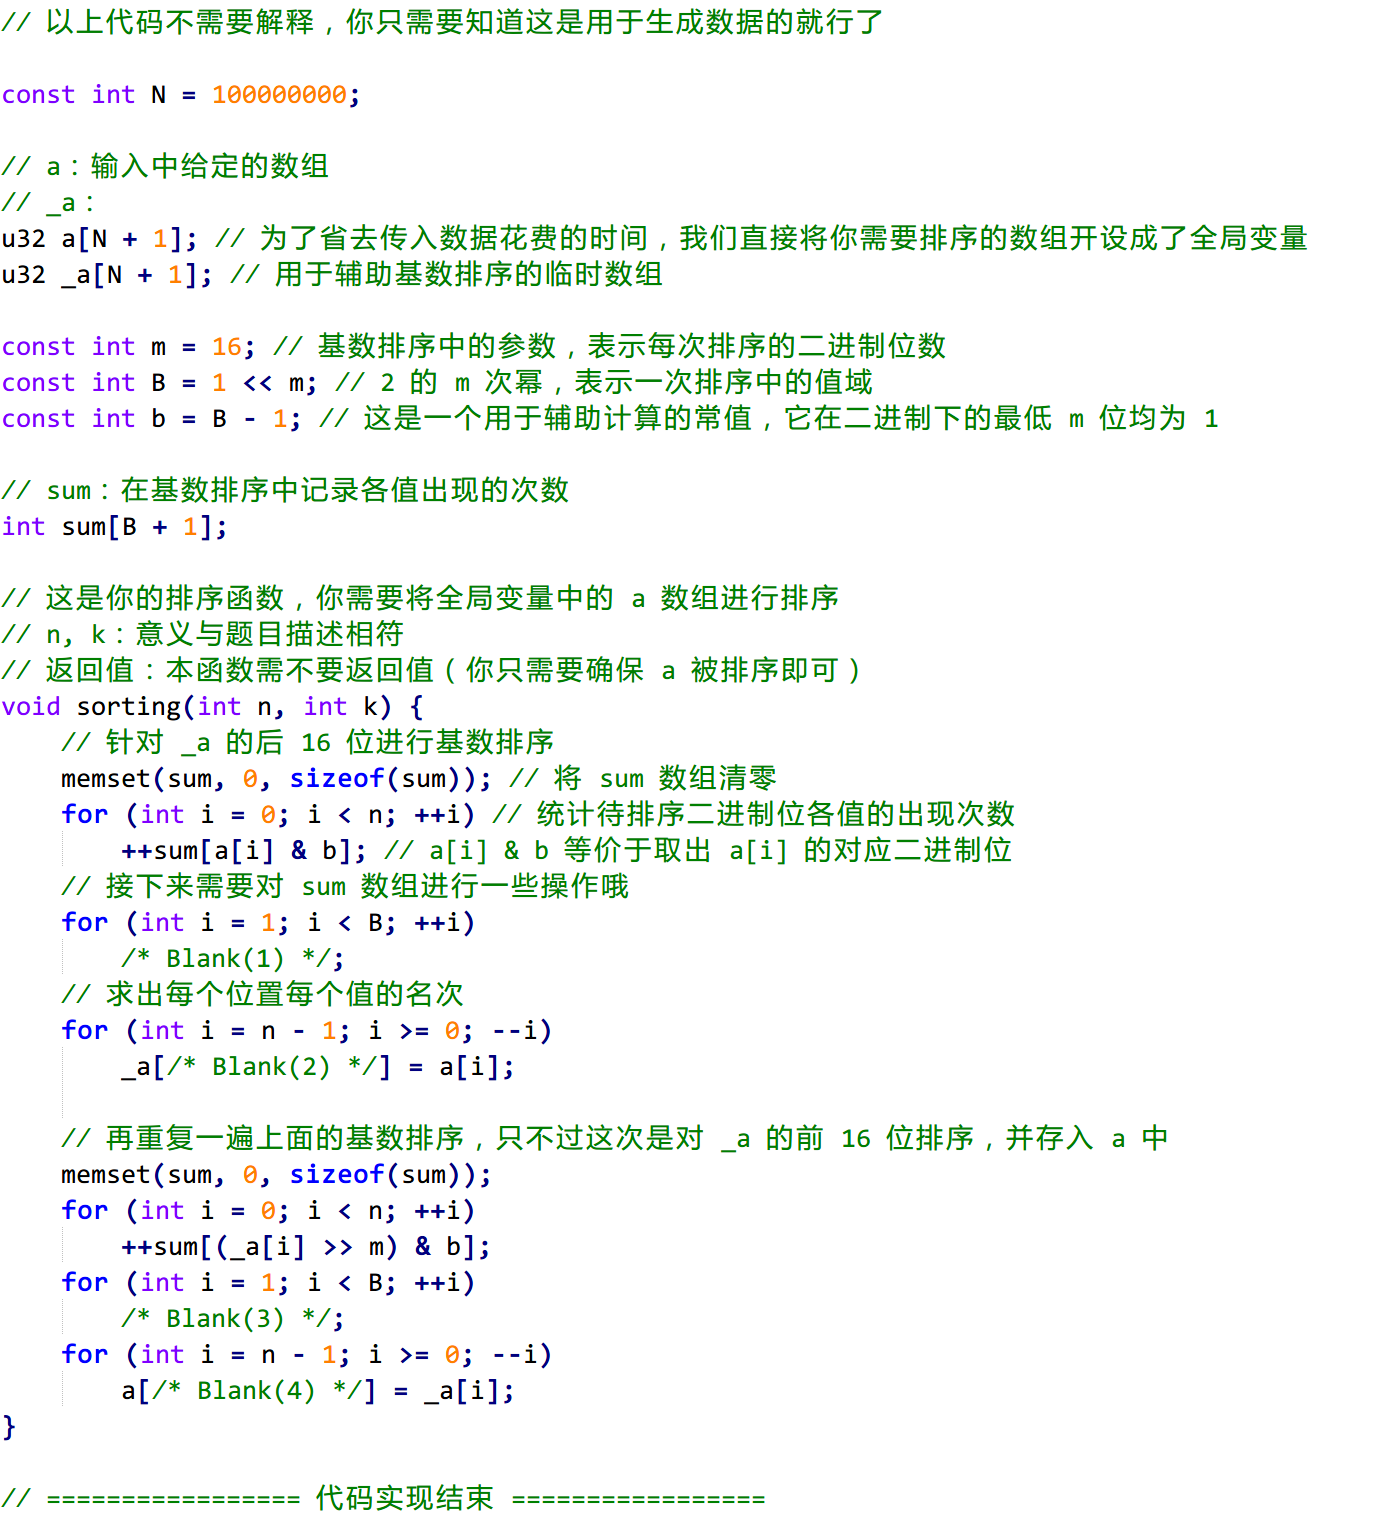 // 以上代码不需要解释，你只需要知道这是用于生成数据的就行了
const int N = 100000000;
// a：输入中给定的数组
// _a：
u32 a[N + 1]; // 为了省去传入数据花费的时间，我们直接将你需要排序的数组开设成了全局变量
u32 _a[N + 1]; // 用于辅助基数排序的临时数组
const int m = 16; // 基数排序中的参数，表示每次排序的二进制位数
const int B = 1 << m; // 2 的 m 次幂，表示一次排序中的值域
const int b = B - 1; // 这是一个用于辅助计算的常值，它在二进制下的最低 m 位均为 1
// sum：在基数排序中记录各值出现的次数
int sum[B + 1];
// 这是你的排序函数，你需要将全局变量中的 a 数组进行排序
// n, k：意义与题目描述相符
// 返回值：本函数需不要返回值（你只需要确保 a 被排序即可）
void sorting(int n, int k) {
    // 针对 _a 的后 16 位进行基数排序
    memset(sum, 0, sizeof(sum)); // 将 sum 数组清零
    for (int i = 0; i < n; ++i) // 统计待排序二进制位各值的出现次数
        ++sum[a[i] & b]; // a[i] & b 等价于取出 a[i] 的对应二进制位
    // 接下来需要对 sum 数组进行一些操作哦
    for (int i = 1; i < B; ++i)
        /* Blank(1) */;
    // 求出每个位置每个值的名次
    for (int i = n - 1; i >= 0; --i)
        _a[/* Blank(2) */] = a[i];
    // 再重复一遍上面的基数排序，只不过这次是对 _a 的前 16 位排序，并存入 a 中
    memset(sum, 0, sizeof(sum));
    for (int i = 0; i < n; ++i)
        ++sum[(_a[i] >> m) & b];
    for (int i = 1; i < B; ++i)
        /* Blank(3) */;
    for (int i = n - 1; i >= 0; --i)
        a[/* Blank(4) */] = _a[i];
}
// ================= 代码实现结束 =================